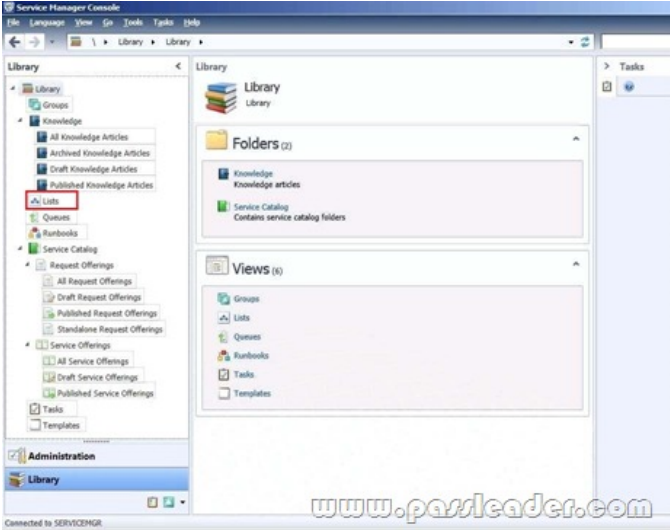 Service Manager Console
File Language View Go Tools Tasks Help
\ Library Library
Library
Library
Groups
Knowledge
All Knowledge Articles
Archived Knowledge Articles
Draft Knowledge Articles
Published Knowledge Articles
Lists
Queues
Runbooks
Service Catalog
Request Offerings
All Request Offerings
Draft Request Offerings
Published Request Offerings
Standalone Request Offerings
Service Offerings
All Service Offerings
Draft Service Offerings
Published Service Offerings
Tasks
Templates
Administration
Library
Connected to SERVICEMGR
Library
Library
Library
Folders (2)
Knowledge
Knowledge articles
Service Catalog
Contains service catalog folders
Views (6)
Groups
Lists
Queues
Runbooks
Tasks
Templates
Tasks
www.passleader.com